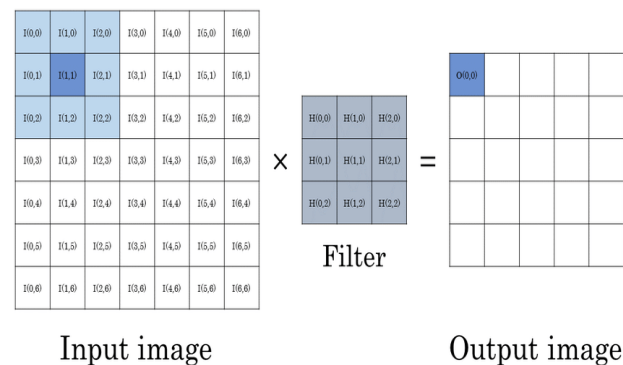 I(0,0) I(1,0) I(2,0) I(3,0) I(4,0) I(5,0) I(6,0)
I(0,1) I(1,1) I(2,1) I(3,1) I(4,1) I(5,1) I(6,1)
I(0,2) I(1,2) I(2,2) I(3,2) I(4,2) I(5,2) I(6,2)
I(0,3) I(1,3) I(2,3) I(3,3) I(4,3) I(5,3) I(6,3)
I(0,4) I(1,4) I(2,4) I(3,4) I(4,4) I(5,4) I(6,4)
I(0,5) I(1,5) I(2,5) I(3,5) I(4,5) I(5,5) I(6,5)
I(0,6) I(1,6) I(2,6) I(3,6) I(4,6) I(5,6) I(6,6)
Input image
×
H(0,0) H(1,0) H(2,0)
H(0,1) H(1,1) H(2,1)
H(0,2) H(1,2) H(2,2)
Filter
=
O(0,0)
Output image